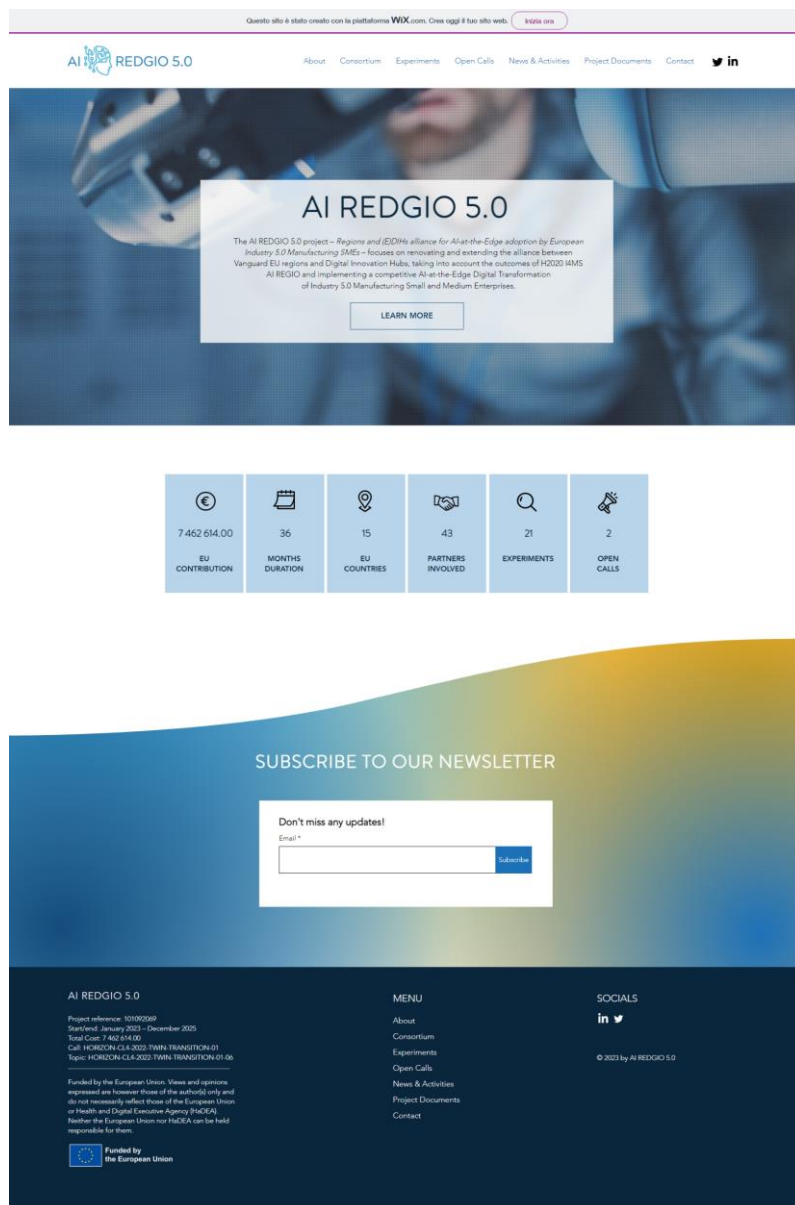 Questo sito è stato creato con la piattaforma WiX.com. Crea oggi il tuo sito web. Inizia ora
AI REDGIO 5.0
About Consortium Experiments Open Calls News & Activities Project Documents Contact
AI REDGIO 5.0
The AI REDGIO 5.0 project – Regions and (E)DIHs alliance for AI-at-the-Edge adoption by European
Industry 5.0 Manufacturing SMEs – focuses on renovating and extending the alliance between
Vanguard EU regions and Digital Innovation Hubs, taking into account the outcomes of H2020 I4MS
AI REGIO and implementing a competitive AI-at-the-Edge Digital Transformation
of Industry 5.0 Manufacturing Small and Medium Enterprises.
LEARN MORE
7 462 614.00
EU
CONTRIBUTION
36
MONTHS
DURATION
15
EU
COUNTRIES
43
PARTNERS
INVOLVED
21
EXPERIMENTS
2
OPEN
CALLS
SUBSCRIBE TO OUR NEWSLETTER
Don't miss any updates!
Email *
Subscribe
AI REDGIO 5.0
Project reference: 101092069
Start/end: January 2023 – December 2025
Total Cost: 7 462 614.00
Call: HORIZON-CL4-2022-TWIN-TRANSITION-01
Topic: HORIZON-CL4-2022-TWIN-TRANSITION-01-06
Funded by the European Union. Views and opinions
expressed are however those of the author(s) only and
do not necessarily reflect those of the European Union
or Health and Digital Executive Agency (HaDEA).
Neither the European Union nor HaDEA can be held
responsible for them.
Funded by
the European Union
MENU
About
Consortium
Experiments
Open Calls
News & Activities
Project Documents
Contact
SOCIALS
© 2023 by AI REDGIO 5.0